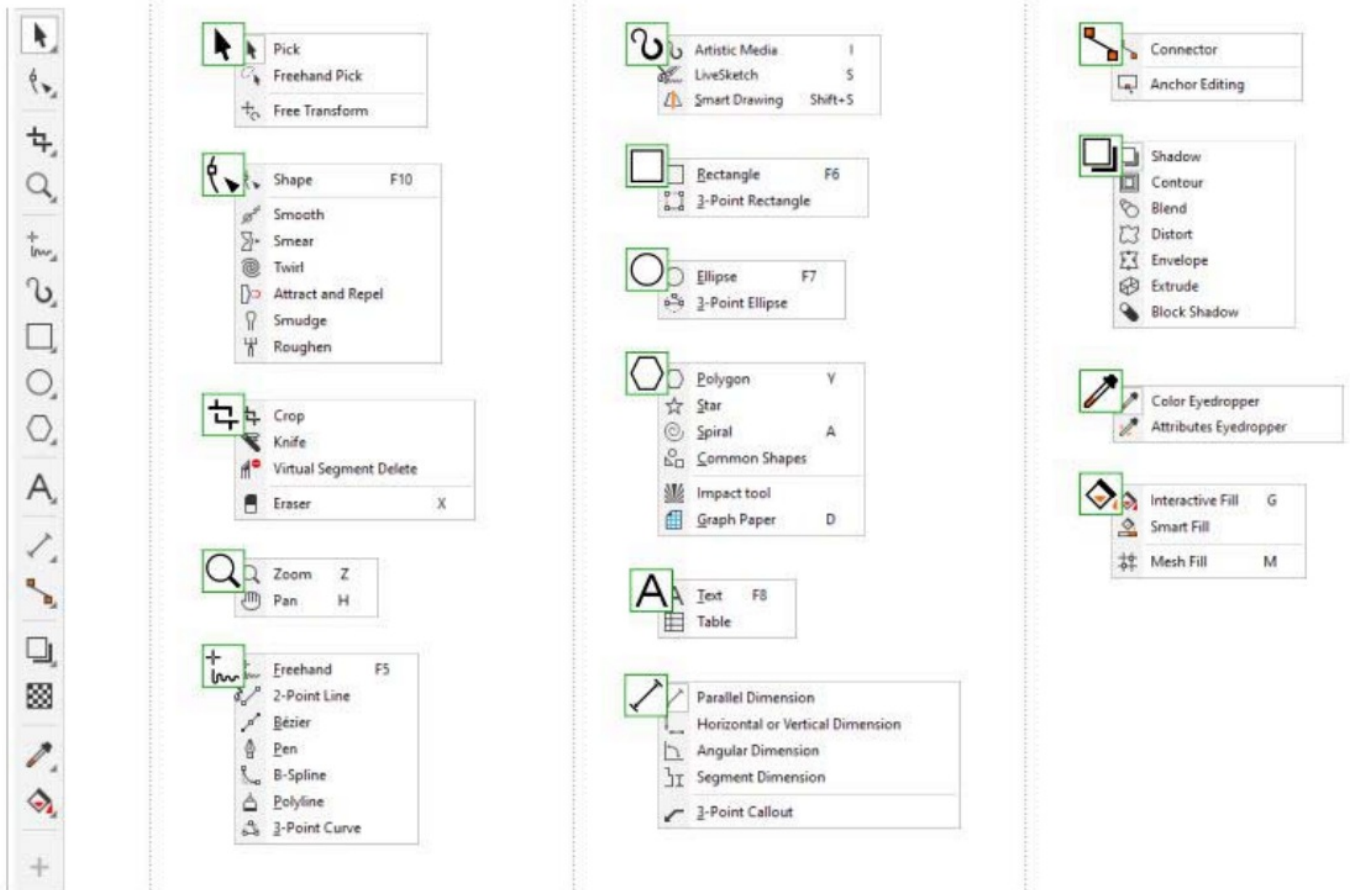 Pick
Freehand Pick
Free Transform
Shape F10
Smooth
Smear
Twirl
Attract and Repel
Smudge
Roughen
Crop
Knife
Virtual Segment Delete
Eraser X
Zoom Z
Pan H
Freehand F5
2-Point Line
Bézier
Pen
B-Spline
Polyline
3-Point Curve
Artistic Media I
LiveSketch S
Smart Drawing Shift+S
Rectangle F6
3-Point Rectangle
Ellipse F7
3-Point Ellipse
Polygon Y
Star
Spiral A
Common Shapes
Impact tool
Graph Paper D
Text F8
Table
Parallel Dimension
Horizontal or Vertical Dimension
Angular Dimension
Segment Dimension
3-Point Callout
Connector
Anchor Editing
Shadow
Contour
Blend
Distort
Envelope
Extrude
Block Shadow
Color Eyedropper
Attributes Eyedropper
Interactive Fill G
Smart Fill
Mesh Fill M